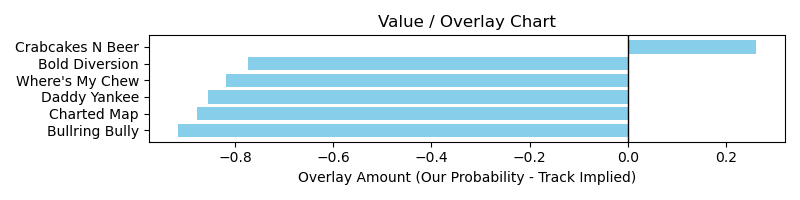 Value / Overlay Chart
Crabcakes N Beer
Bold Diversion
Where's My Chew
Daddy Yankee
Charted Map
Bullring Bully
−0.8 −0.6 −0.4 −0.2 0.0 0.2
Overlay Amount (Our Probability - Track Implied)